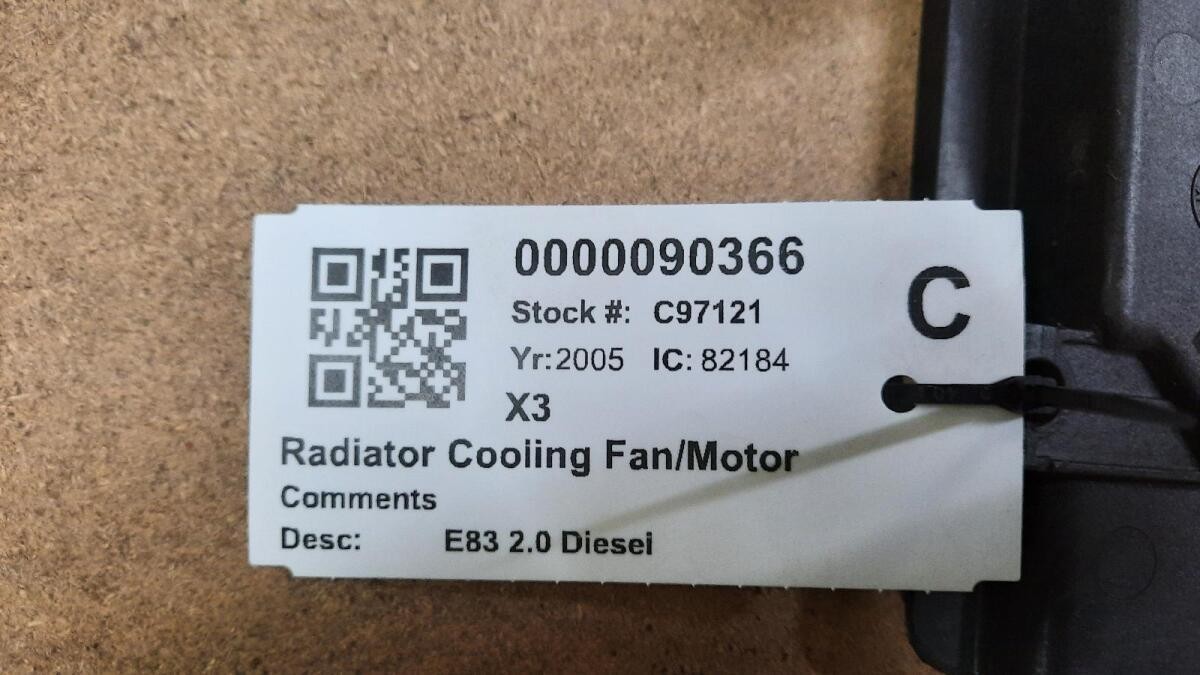 0000090366
C
Stock #: C97121
Yr:2005 IC: 82184
X3
Radiator Cooling Fan/Motor
Comments
Desc: E83 2.0 Diesel